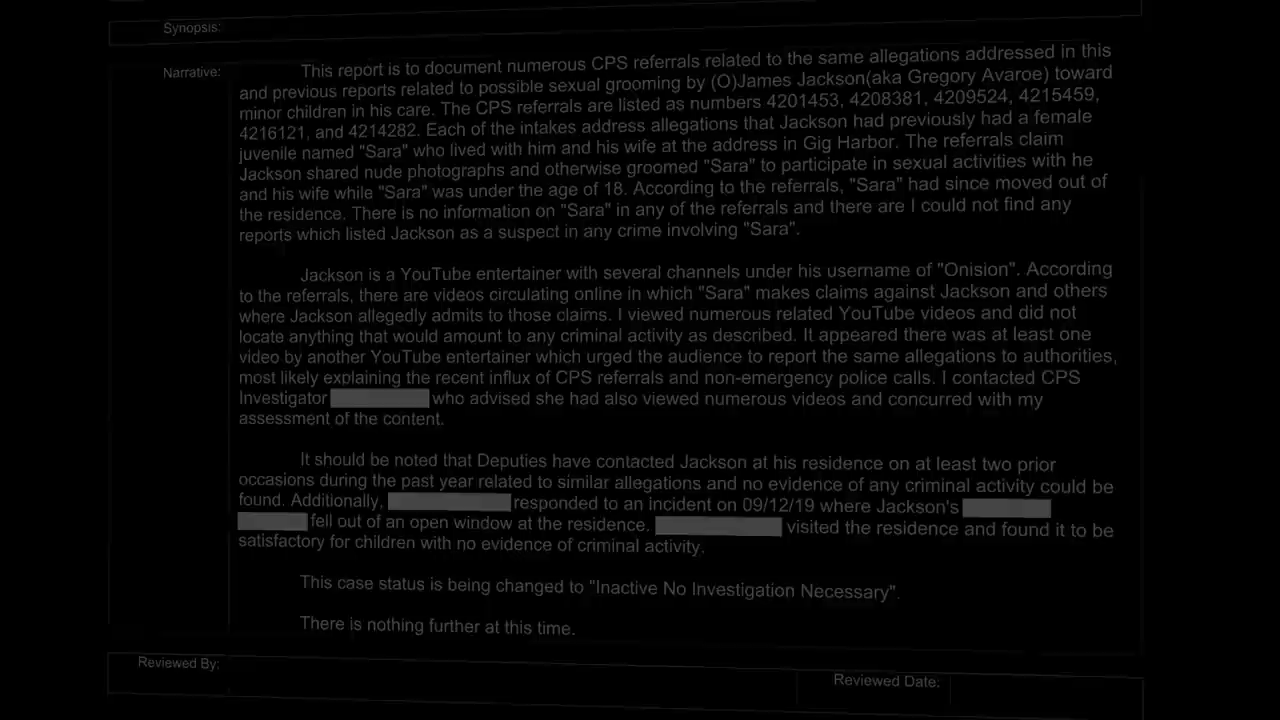 Synopsis:
Narrative:
This report is to document numerous CPS referrals related to the same allegations addressed in this
and previous reports related to possible sexual grooming by (O)James Jackson(aka Gregory Avaroe) toward
minor children in his care. The CPS referrals are listed as numbers 4201453, 4208381, 4209524, 4215459,
4216121, and 4214282. Each of the intakes address allegations that Jackson had previously had a female
juvenile named "Sara" who lived with him and his wife at the address in Gig Harbor. The referrals claim
Jackson shared nude photographs and otherwise groomed "Sara" to participate in sexual activities with he
and his wife while "Sara" was under the age of 18. According to the referrals, "Sara" had since moved out of
the residence. There is no information on "Sara" in any of the referrals and there are I could not find any
reports which listed Jackson as a suspect in any crime involving "Sara".
Jackson is a YouTube entertainer with several channels under his username of "Onision". According
to the referrals, there are videos circulating online in which "Sara" makes claims against Jackson and others
where Jackson allegedly admits to those claims. I viewed numerous related YouTube videos and did not
locate anything that would amount to any criminal activity as described. It appeared there was at least one
video by another YouTube entertainer which urged the audience to report the same allegations to authorities,
most likely explaining the recent influx of CPS referrals and non-emergency police calls. I contacted CPS
Investigator who advised she had also viewed numerous videos and concurred with my
assessment of the content.
It should be noted that Deputies have contacted Jackson at his residence on at least two prior
occasions during the past year related to similar allegations and no evidence of any criminal activity could be
found. Additionally, responded to an incident on 09/12/19 where Jackson's
fell out of an open window at the residence. visited the residence and found it to be
satisfactory for children with no evidence of criminal activity.
This case status is being changed to "Inactive No Investigation Necessary".
There is nothing further at this time.
Reviewed By:
Reviewed Date: